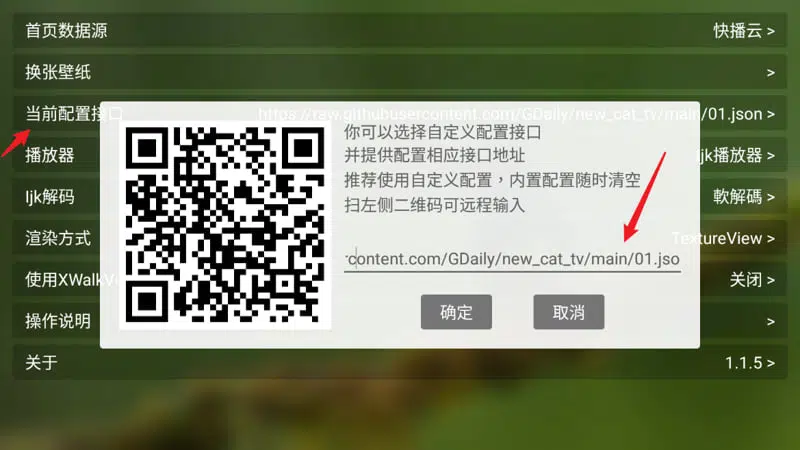 首页数据源
快播云 >
换张壁纸
>
当前配置接口
https://raw.githubusercontent.com/GDaily/new_cat_tv/main/01.json >
你可以选择自定义配置接口
并提供配置相应接口地址
推荐使用自定义配置，内置配置随时清空
扫左侧二维码可远程输入
content.com/GDaily/new_cat_tv/main/01.jso
确定
取消
播放器
Ijk播放器 >
Ijk解码
軟解碼 >
渲染方式
TextureView >
使用XWalkV
关闭 >
操作说明
>
关于
1.1.5 >